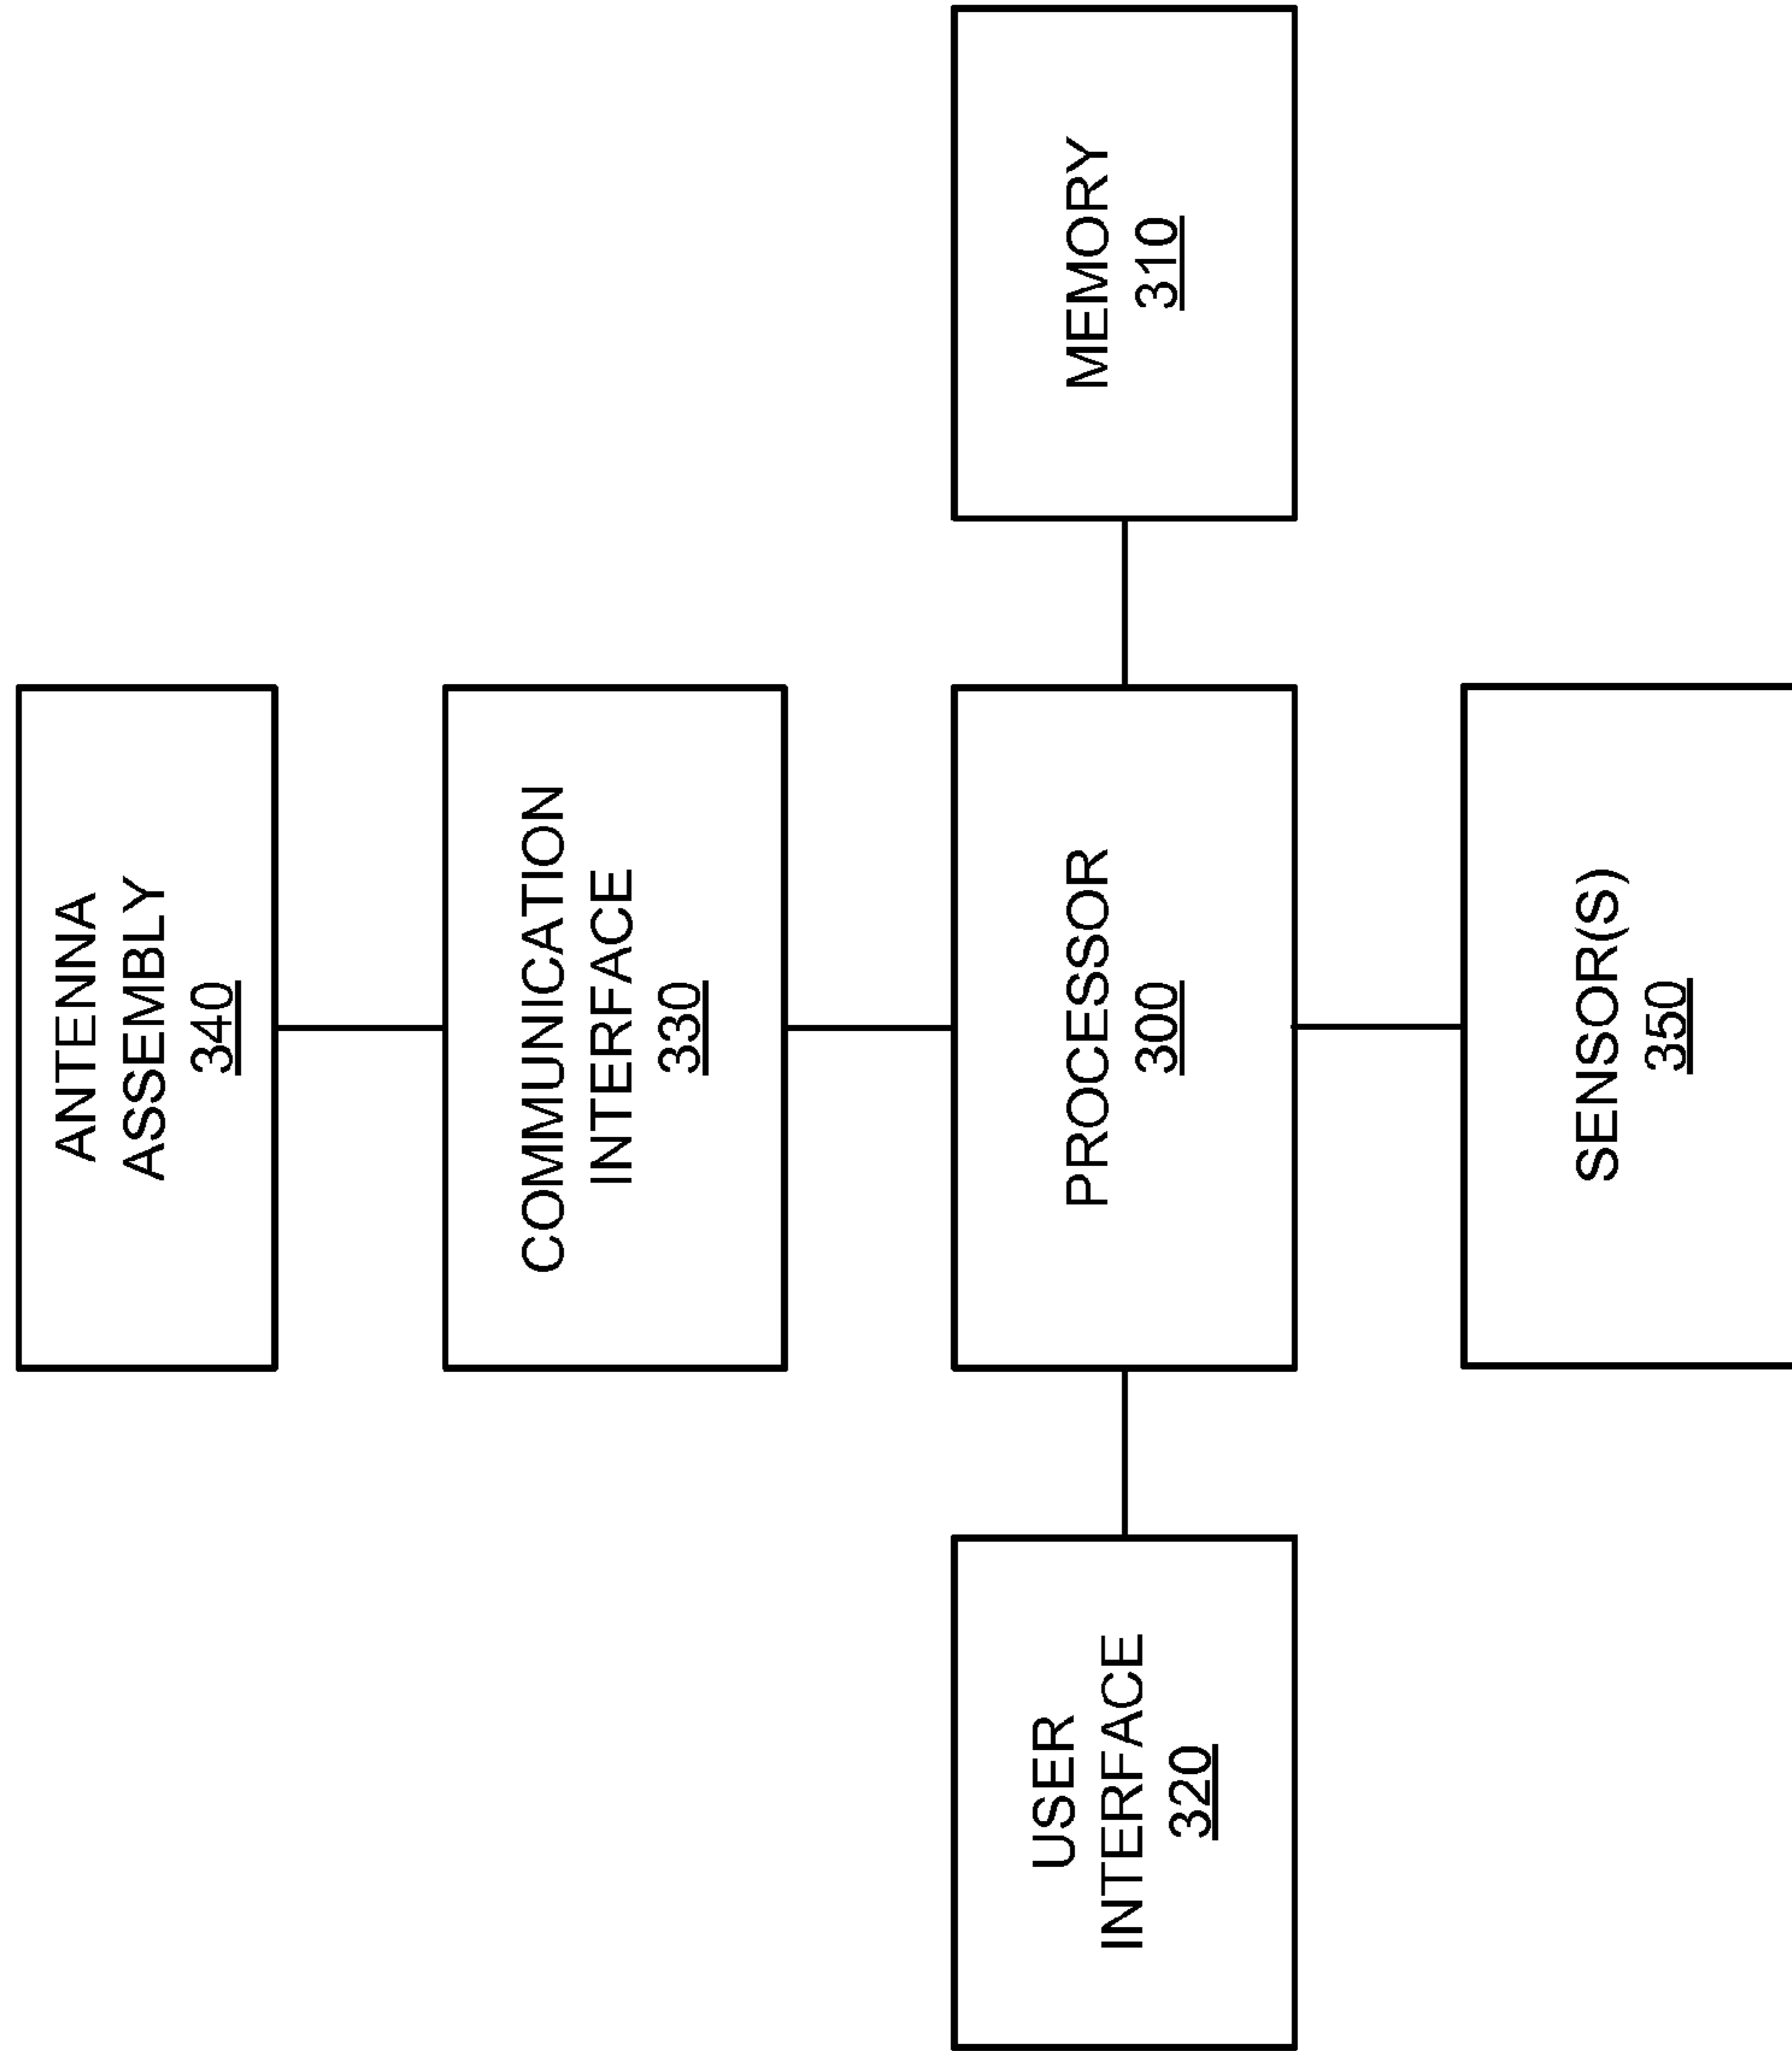 ANTENNA
ASSEMBLY
340
COMMUNICATION
INTERFACE
330
USER
INTERFACE
320
PROCESSOR
300
MEMORY
310
SENSOR(S)
350